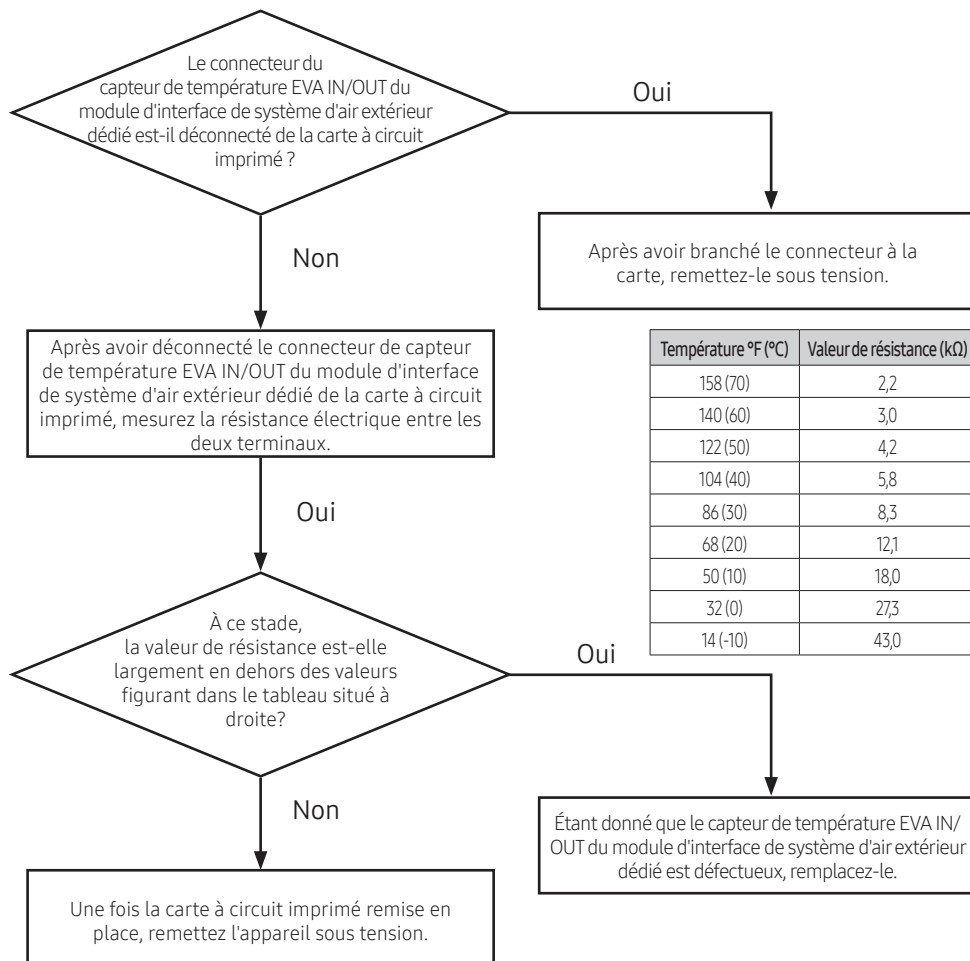 Le connecteur du
capteur de température EVA IN/OUT du
module d'interface de système d'air extérieur
dédié est-il déconnecté de la carte à circuit
imprimé ?
Oui
Après avoir branché le connecteur à la
carte, remettez-le sous tension.
Non
Après avoir déconnecté le connecteur de capteur
de température EVA IN/OUT du module d'interface
de système d'air extérieur dédié de la carte à circuit
imprimé, mesurez la résistance électrique entre les
deux terminaux.
Température °F (°C) Valeur de résistance (kΩ)
158 (70) 2,2
140 (60) 3,0
122 (50) 4,2
104 (40) 5,8
86 (30) 8,3
68 (20) 12,1
50 (10) 18,0
32 (0) 27,3
14 (-10) 43,0
Oui
À ce stade,
la valeur de résistance est-elle
largement en dehors des valeurs
figurant dans le tableau situé à
droite?
Oui
Étant donné que le capteur de température EVA IN/
OUT du module d'interface de système d'air extérieur
dédié est défectueux, remplacez-le.
Non
Une fois la carte à circuit imprimé remise en
place, remettez l'appareil sous tension.